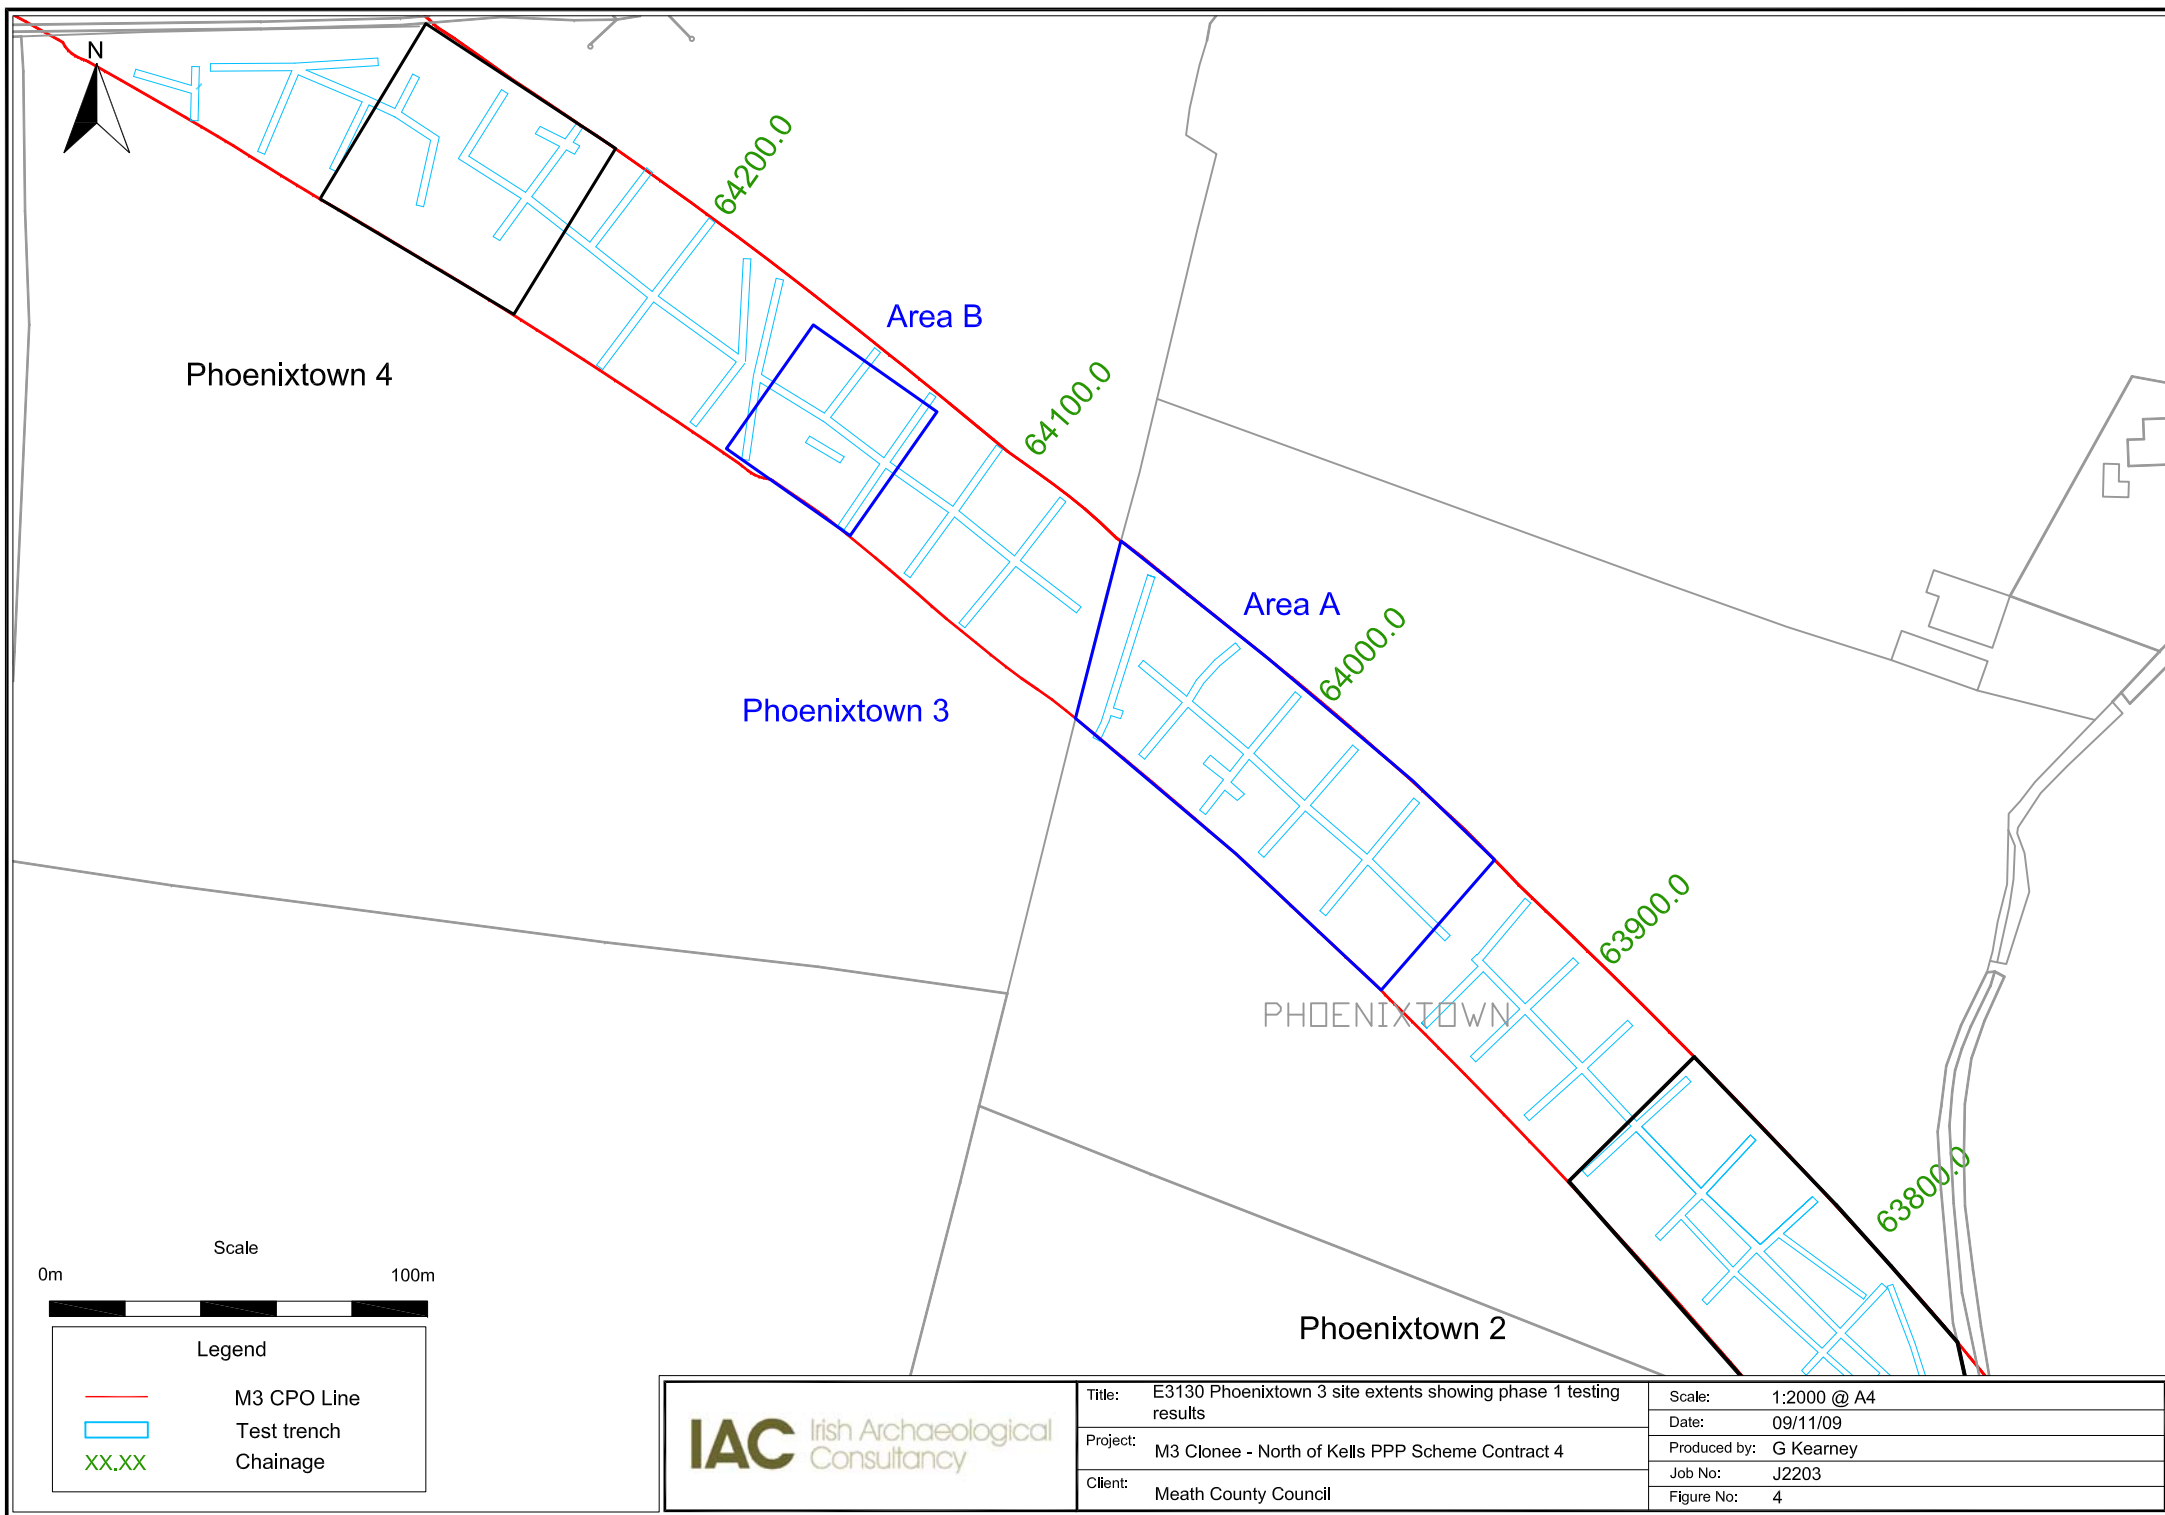 N
64200.0
Area B
Phoenixtown 4
64100.0
Area A
64000.0
Phoenixtown 3
63900.0
PHOENIXTOWN
63800.0
Phoenixtown 2
Scale
0m 100m
Legend
M3 CPO Line
Test trench
XX.XX Chainage
IAC Irish Archaeological
Consultancy
Title: E3130 Phoenixtown 3 site extents showing phase 1 testing
results
Project: M3 Clonee - North of Kells PPP Scheme Contract 4
Client: Meath County Council
Scale: 1:2000 @ A4
Date: 09/11/09
Produced by: G Kearney
Job No: J2203
Figure No: 4